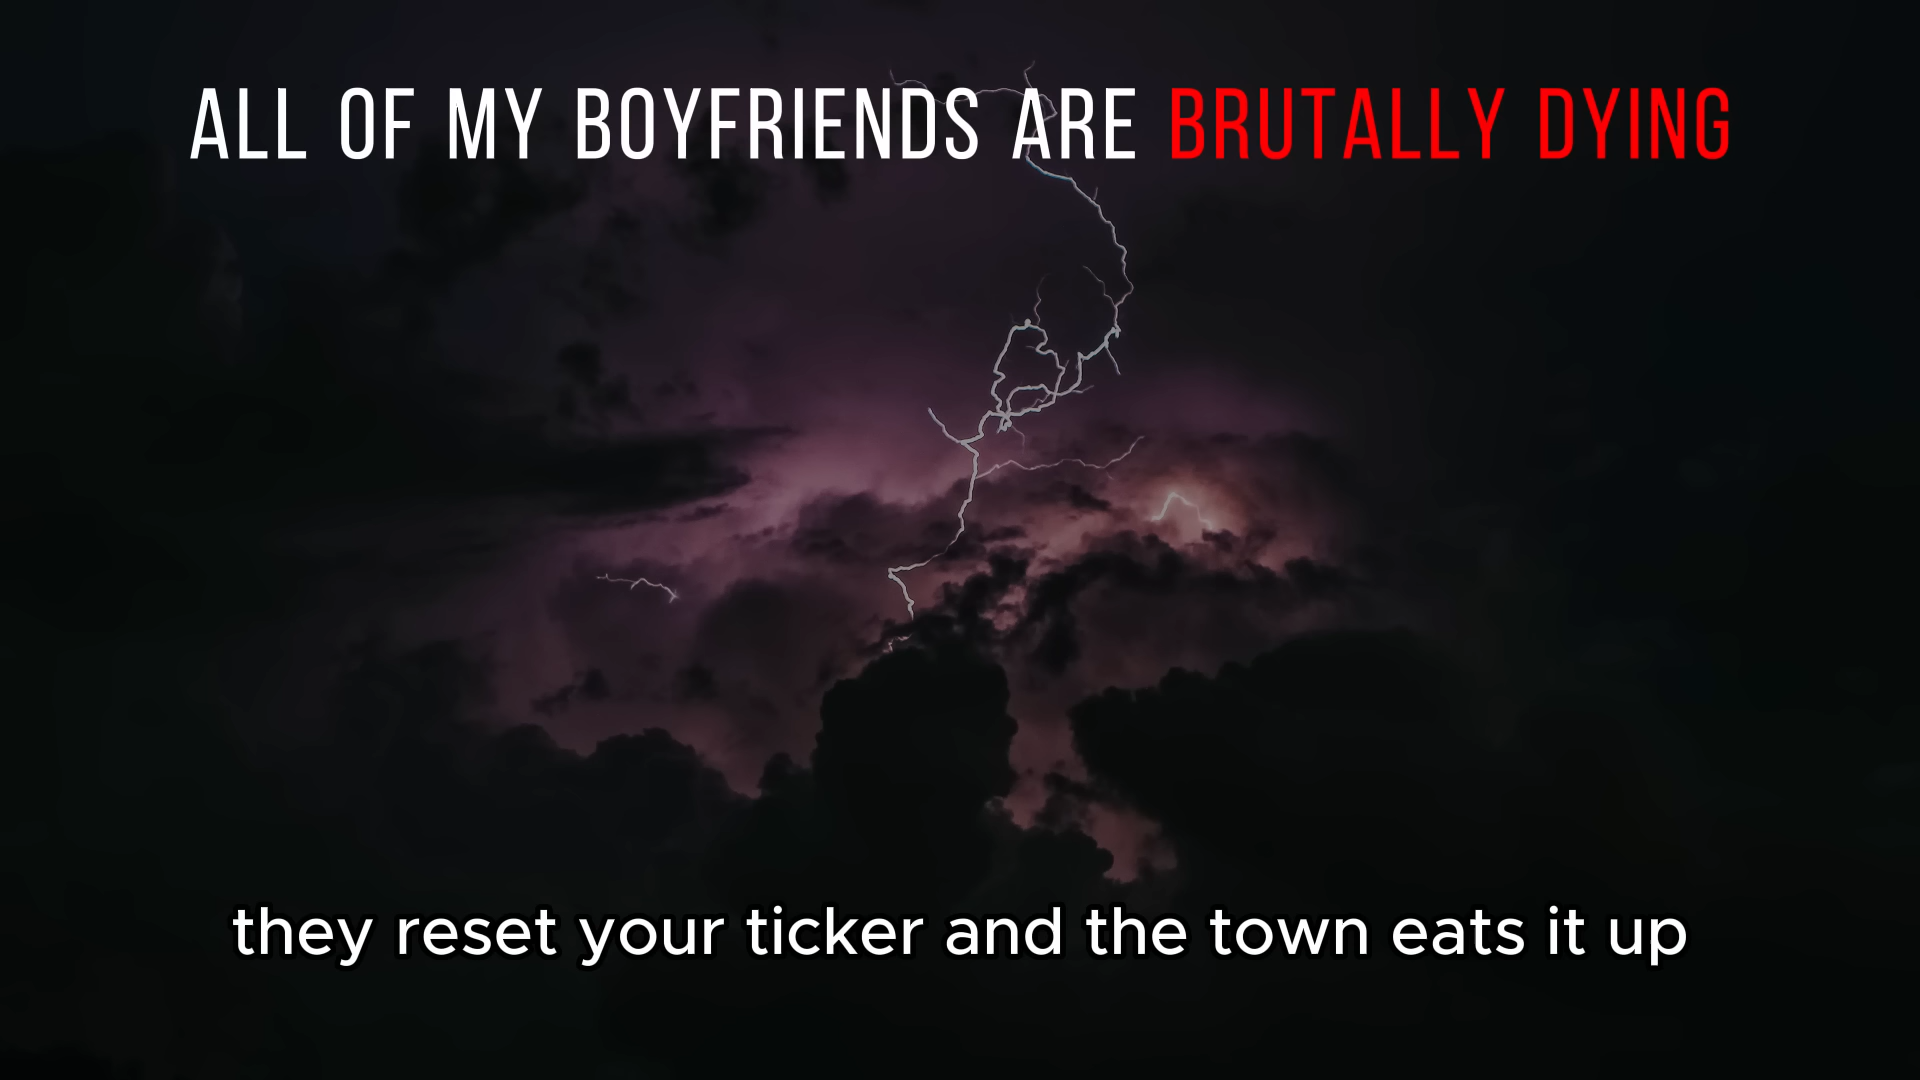 ALL OF MY BOYFRIENDS ARE BRUTALLY DYING
they reset your ticker and the town eats it up